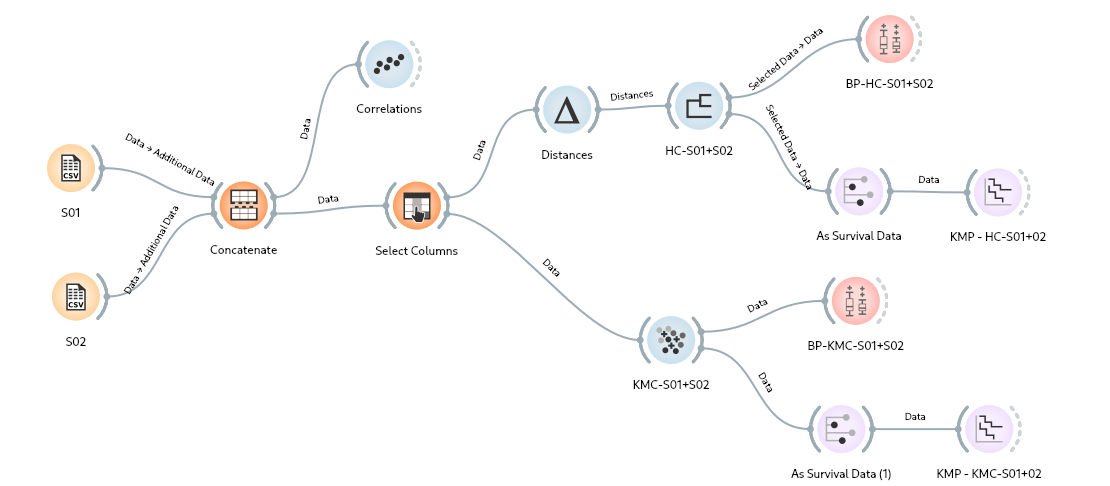 Correlations
Data
Data → Additional Data
CSV
S01
Concatenate
Data
Data → Additional Data
CSV
S02
Select Columns
Data
Distances
Distances
HC-S01+S02
Selected Data → Data
BP-HC-S01+S02
Selected Data → Data
As Survival Data
Data
KMP - HC-S01+02
Data
KMC-S01+S02
Data
BP-KMC-S01+S02
Data
As Survival Data (1)
Data
KMP - KMC-S01+02